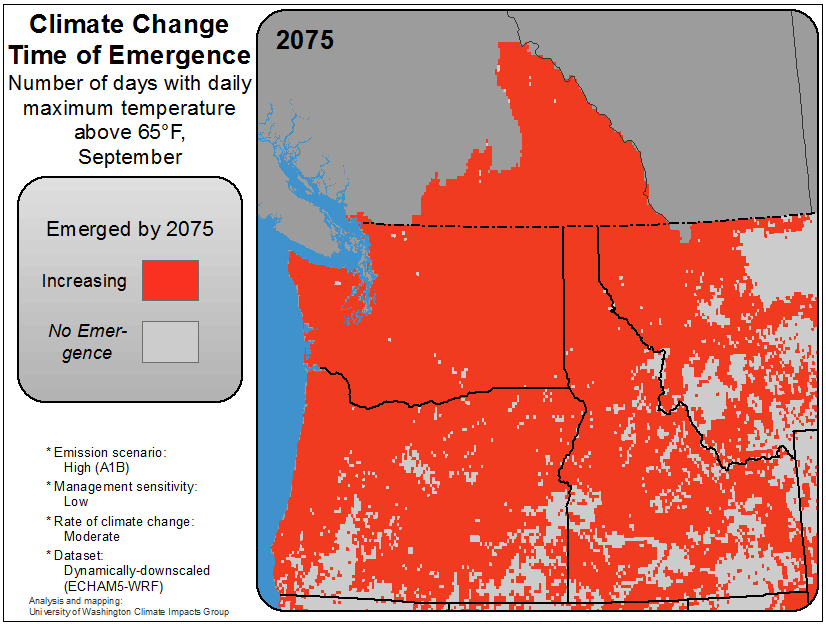 Climate Change
Time of Emergence
Number of days with daily
maximum temperature
above 65°F,
September
2075
Emerged by 2075
Increasing
No Emer-
gence
* Emission scenario:
High (A1B)
* Management sensitivity:
Low
* Rate of climate change:
Moderate
* Dataset:
Dynamically-downscaled
(ECHAM5-WRF)
Analysis and mapping:
University of Washington Climate Impacts Group